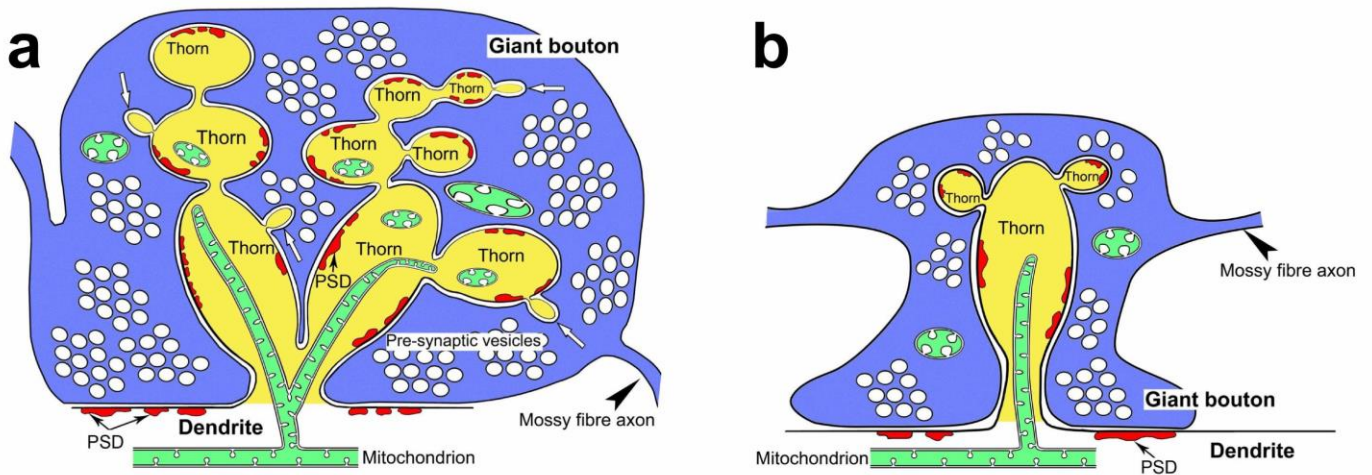 a
Thorn
Giant bouton
Thorn
Thorn
Thorn
Thorn
Thorn
Thorn
Thorn
Thorn
PSD
Pre-synaptic vesicles
Mossy fibre axon
PSD
Dendrite
Mitochondrion
b
Thorn
Thorn
Thorn
Mossy fibre axon
Giant bouton
Dendrite
Mitochondrion
PSD